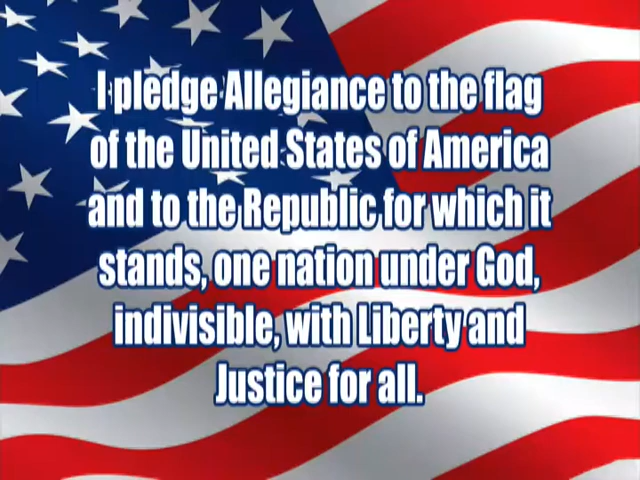 I pledge Allegiance to the flag
of the United States of America
and to the Republic for which it
stands, one nation under God,
indivisible, with Liberty and
Justice for all.